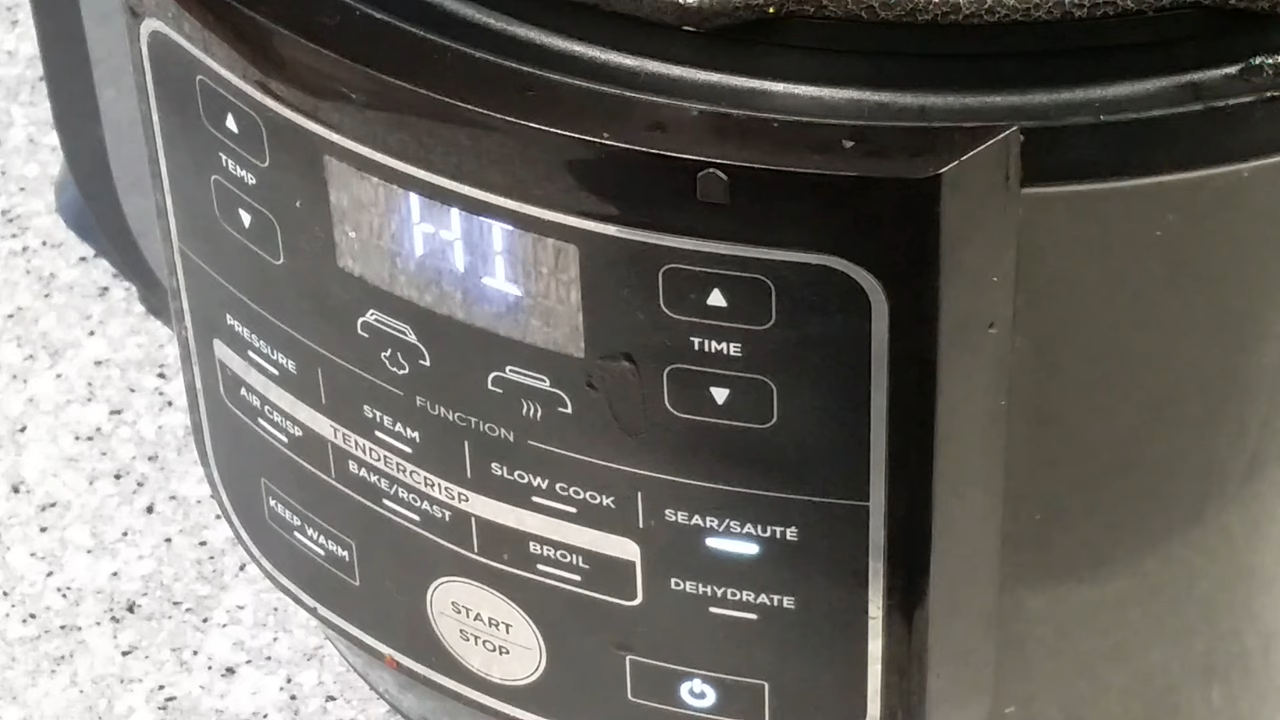 TEMP
HI
TIME
FUNCTION
PRESSURE
STEAM
SLOW COOK
SEAR/SAUTÉ
TENDERCRISP
AIR CRISP
BAKE/ROAST
BROIL
DEHYDRATE
KEEP WARM
START
STOP